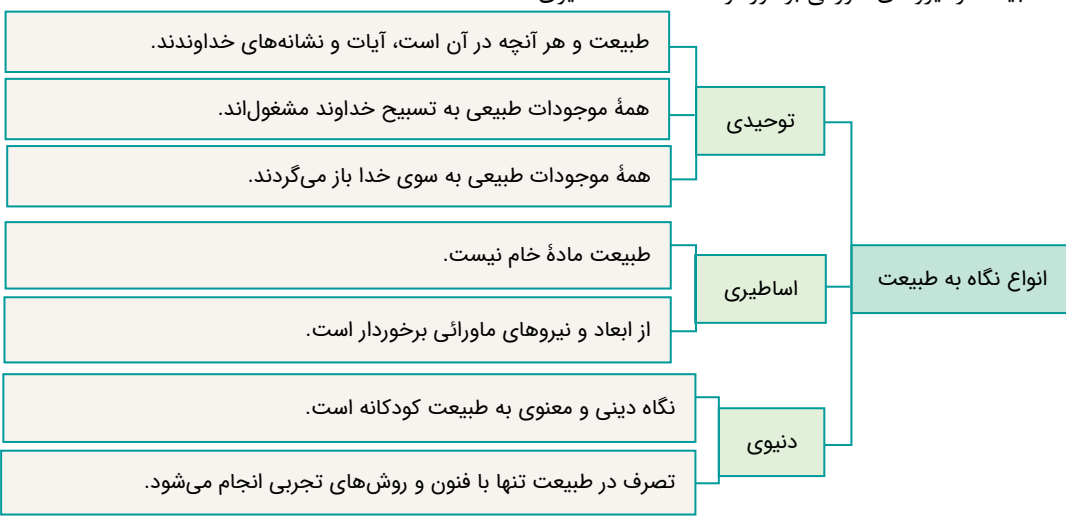 انواع نگاه به طبیعت
توحیدی
طبیعت و هر آنچه در آن است، آیات و نشانه‌های خداوندند.
همۀ موجودات طبیعی به تسبیح خداوند مشغول‌اند.
همۀ موجودات طبیعی به سوی خدا باز می‌گردند.
اساطیری
طبیعت مادۀ خام نیست.
از ابعاد و نیروهای ماورائی برخوردار است.
دنیوی
نگاه دینی و معنوی به طبیعت کودکانه است.
تصرف در طبیعت تنها با فنون و روش‌های تجربی انجام می‌شود.